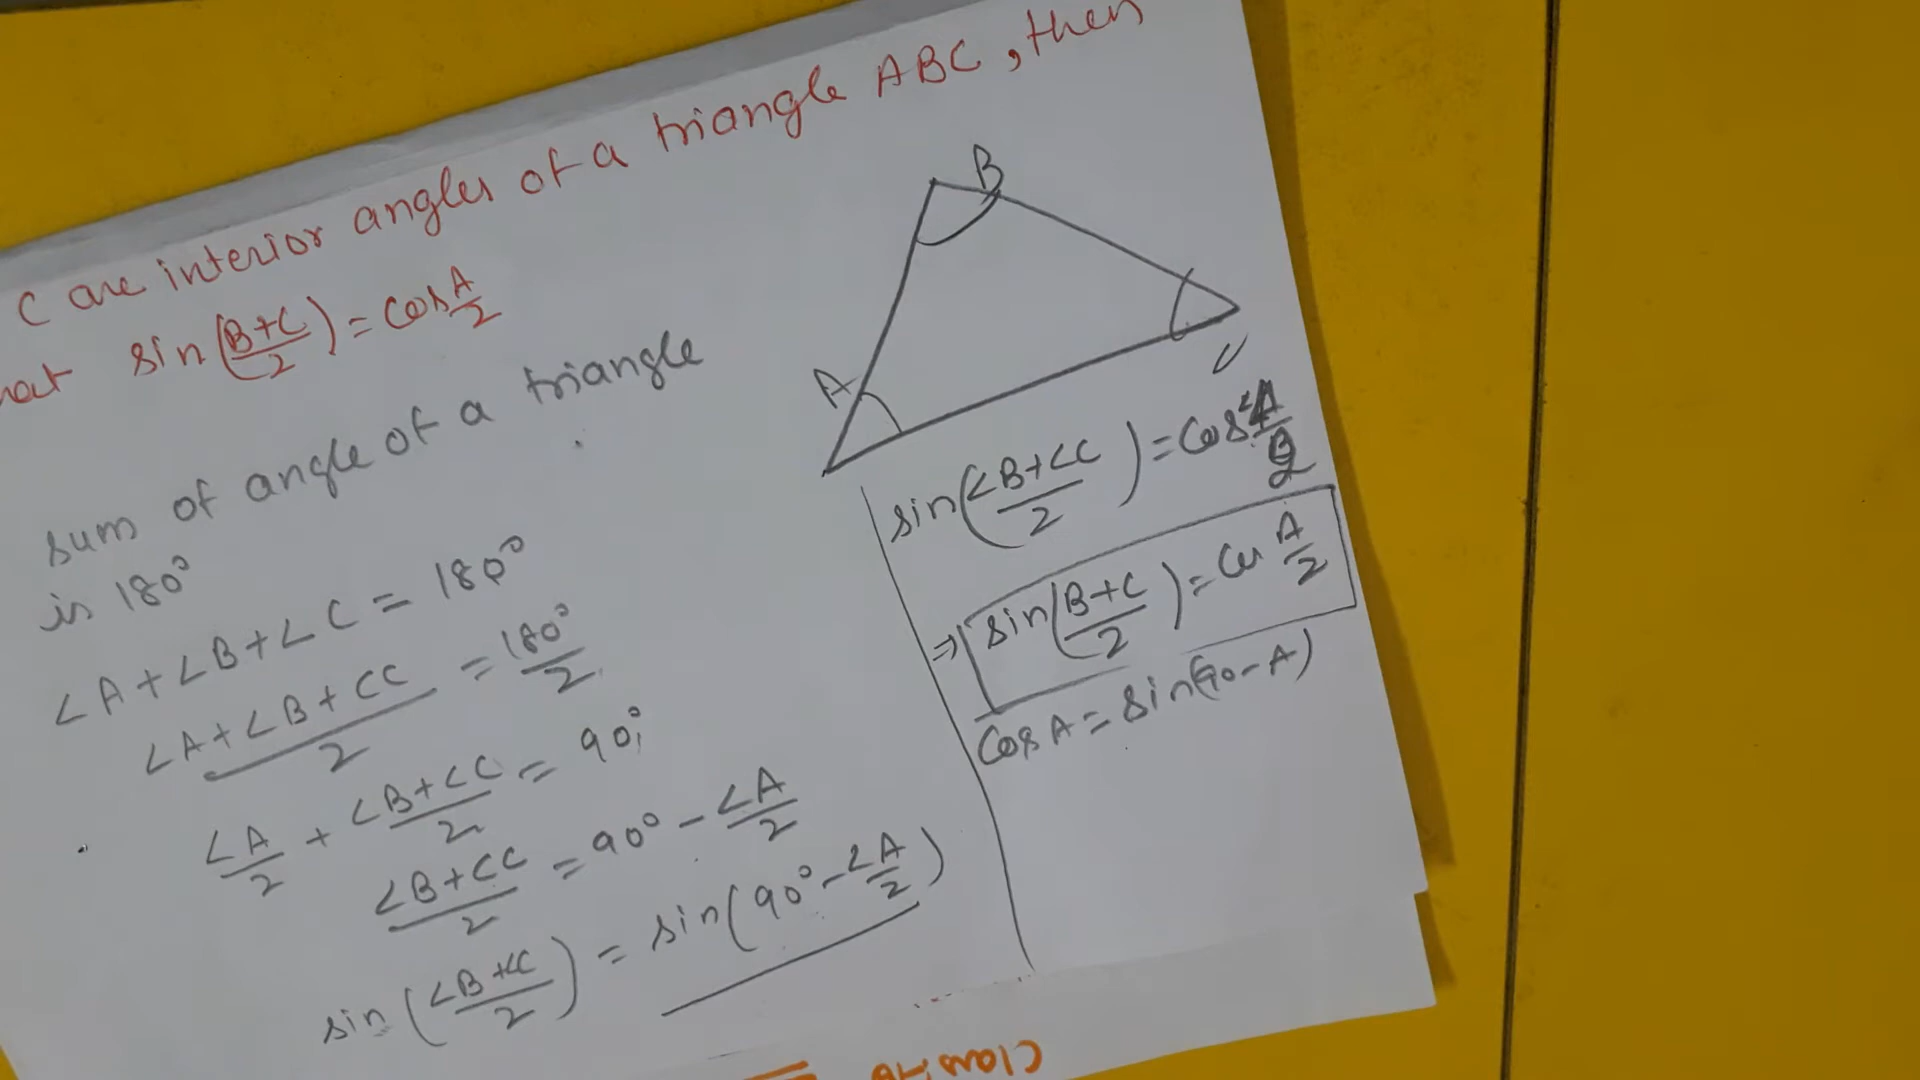 C are interior angles of a triangle ABC, then
sin(B+C/2) = cos A/2
sum of angle of a triangle
is 180°
∠A+∠B+∠C = 180°
∠A+∠B+∠C/2 = 180°/2
∠A/2 + ∠B+∠C/2 = 90°
∠B+∠C/2 = 90° - ∠A/2
sin(∠B+∠C/2) = sin(90° - ∠A/2)
B
A
C
sin(∠B+∠C/2) = cos ∠A/2
⇒ sin(B+C/2) = cos A/2
cos A = sin(90-A)